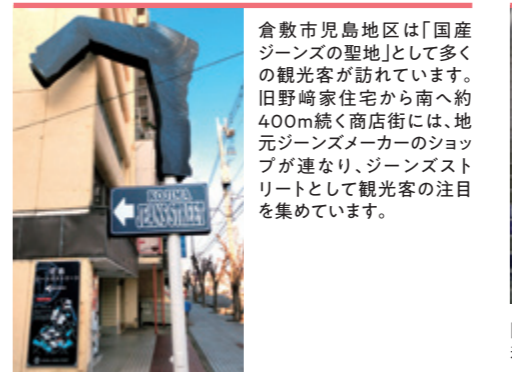 倉敷市児島地区は「国産
ジーンズの聖地」として多く
の観光客が訪れています。
旧野﨑家住宅から南へ約
400m続く商店街には、地
元ジーンズメーカーのショッ
プが連なり、ジーンズスト
リートとして観光客の注目
を集めています。
KOJIMA
JEANS STREET